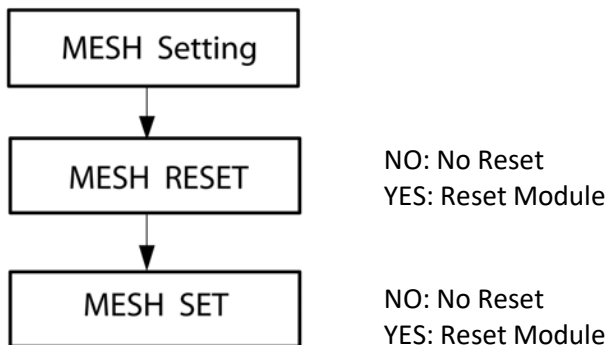 MESH Setting
MESH RESET
NO: No Reset
YES: Reset Module
MESH SET
NO: No Reset
YES: Reset Module